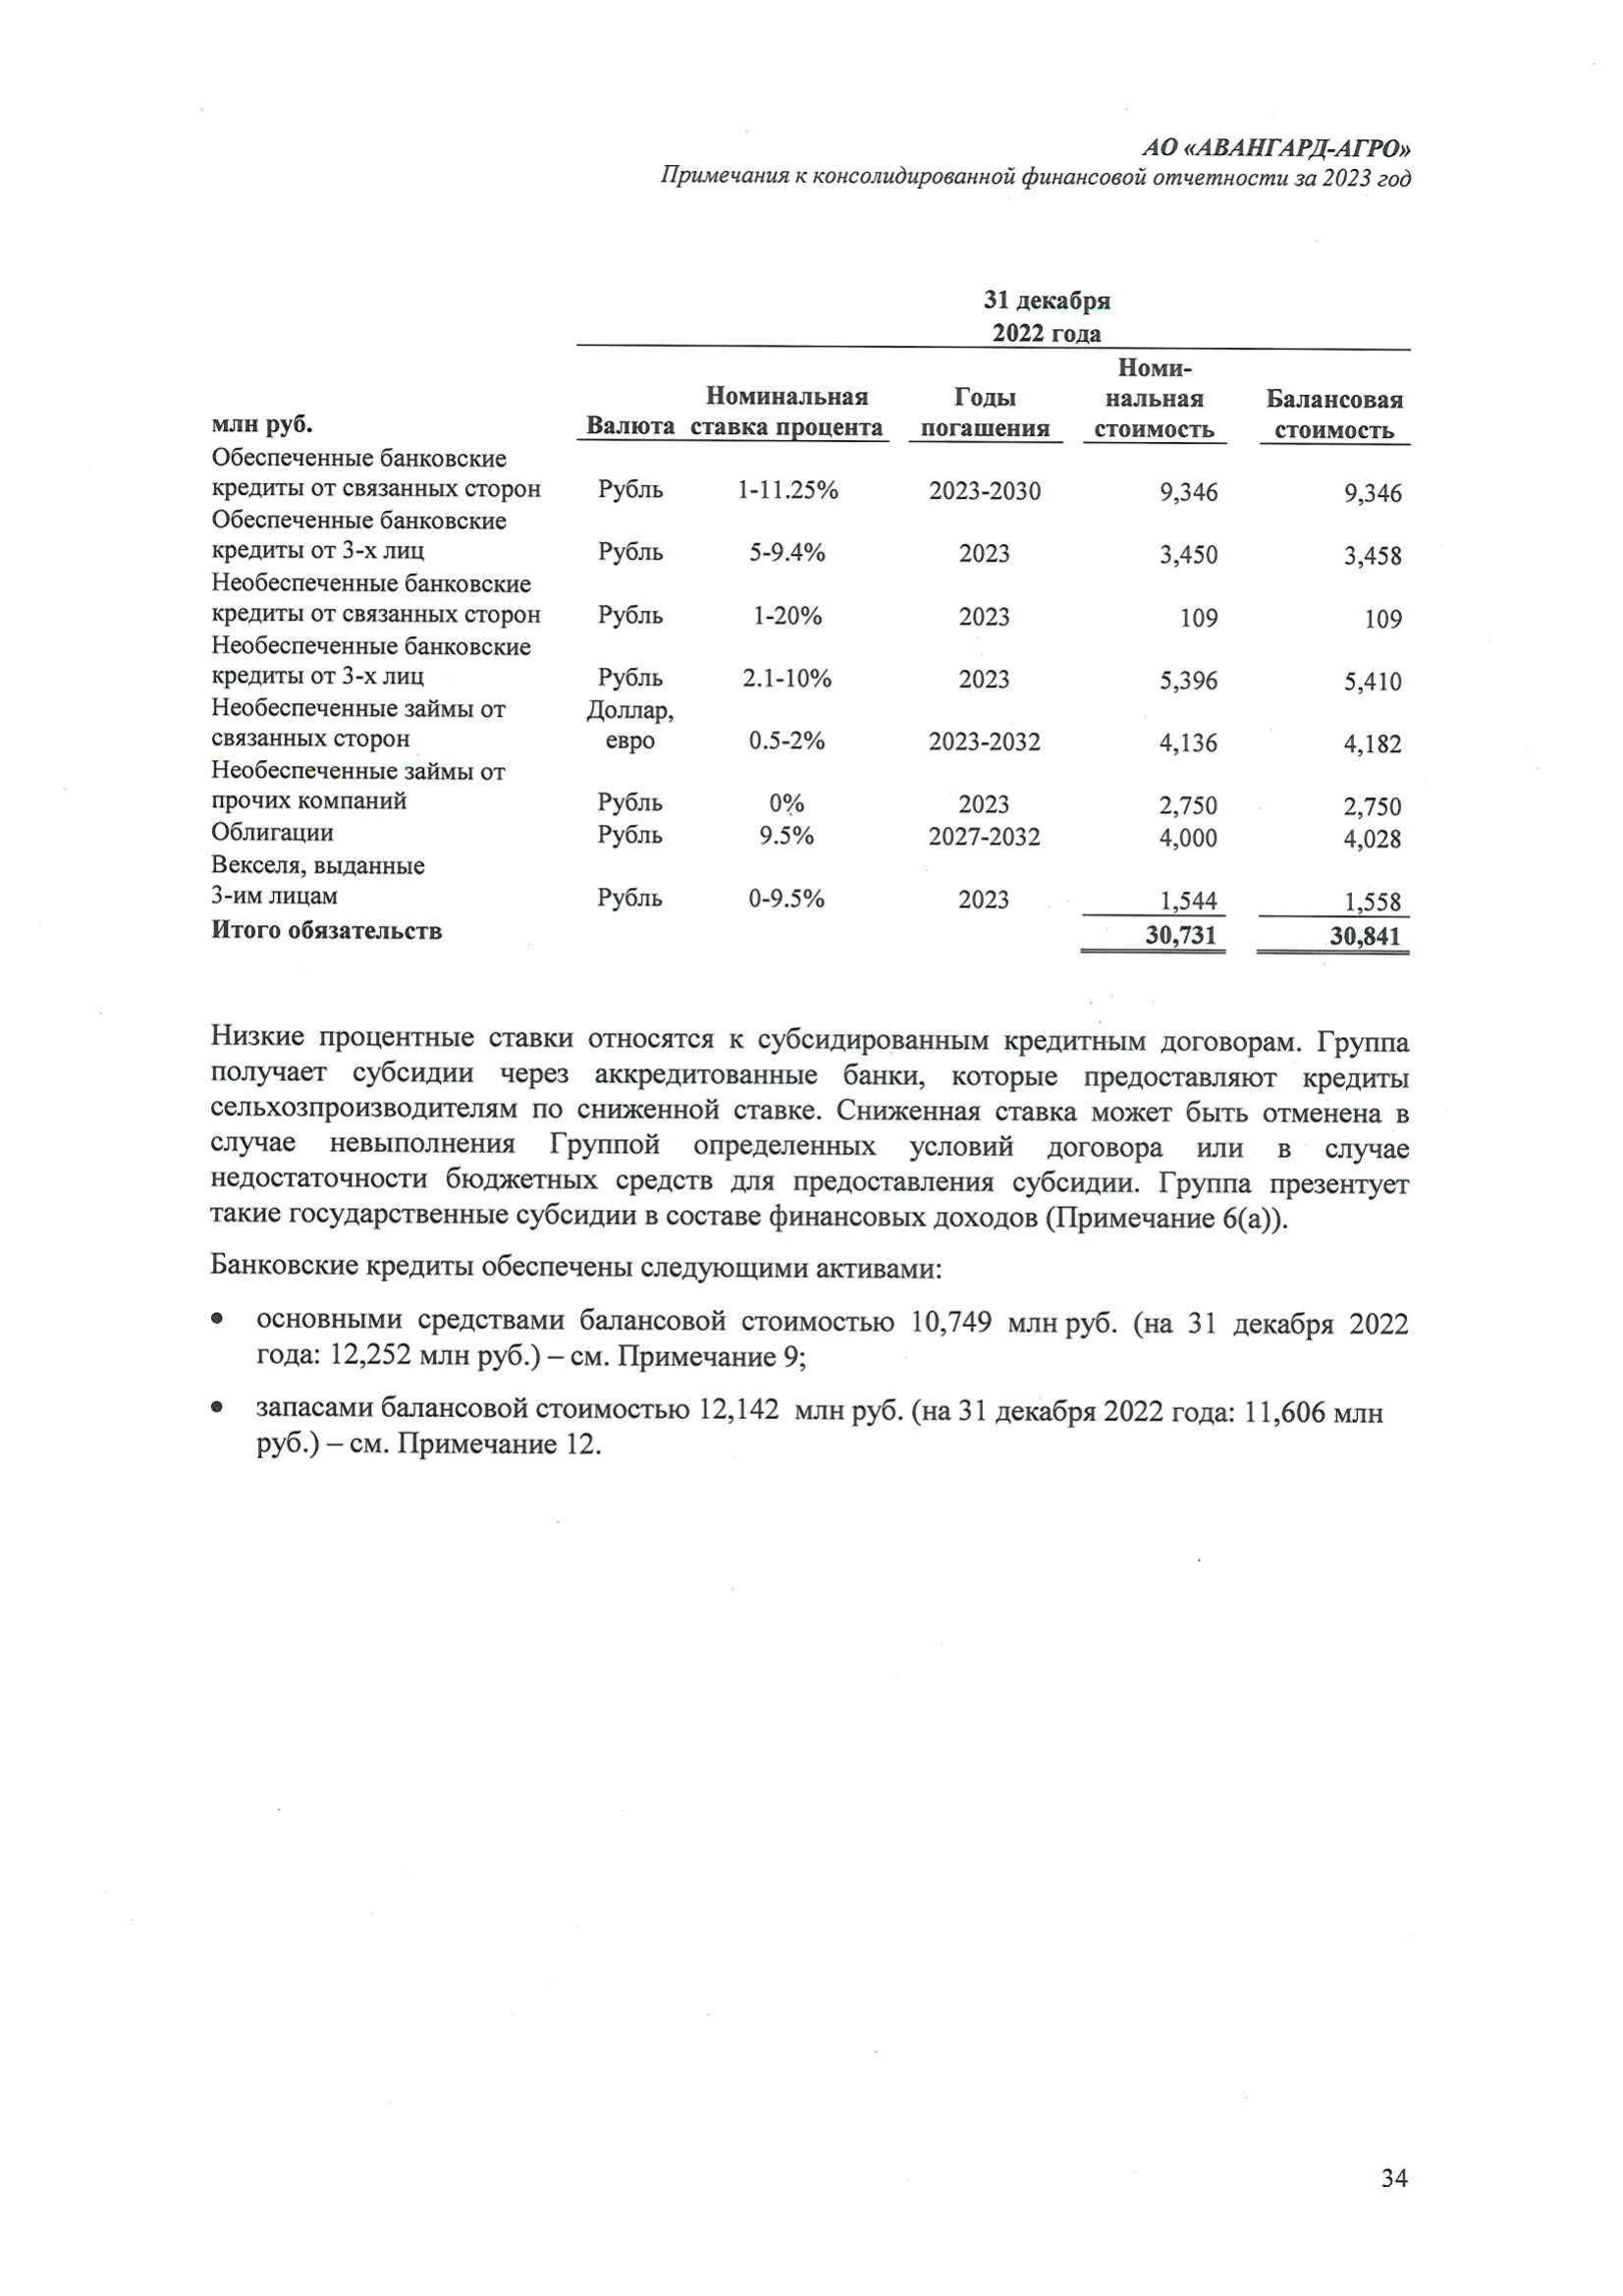 АО «АВАНГАРД-АГРО»
Примечания к консолидированной финансовой отчетности за 2023 год
31 декабря
2022 года
млн руб.
Валюта
Номинальная
ставка процента
Годы
погашения
Номи-
нальная
стоимость
Балансовая
стоимость
Обеспеченные банковские
кредиты от связанных сторон Рубль 1-11.25% 2023-2030 9,346 9,346
Обеспеченные банковские
кредиты от 3-х лиц Рубль 5-9.4% 2023 3,450 3,458
Необеспеченные банковские
кредиты от связанных сторон Рубль 1-20% 2023 109 109
Необеспеченные банковские
кредиты от 3-х лиц Рубль 2.1-10% 2023 5,396 5,410
Необеспеченные займы от Доллар,
связанных сторон евро 0.5-2% 2023-2032 4,136 4,182
Необеспеченные займы от
прочих компаний Рубль 0% 2023 2,750 2,750
Облигации Рубль 9.5% 2027-2032 4,000 4,028
Векселя, выданные
3-им лицам Рубль 0-9.5% 2023 1,544 1,558
Итого обязательств 30,731 30,841
Низкие процентные ставки относятся к субсидированным кредитным договорам. Группа
получает субсидии через аккредитованные банки, которые предоставляют кредиты
сельхозпроизводителям по сниженной ставке. Сниженная ставка может быть отменена в
случае невыполнения Группой определенных условий договора или в случае
недостаточности бюджетных средств для предоставления субсидии. Группа презентует
такие государственные субсидии в составе финансовых доходов (Примечание 6(а)).
Банковские кредиты обеспечены следующими активами:
• основными средствами балансовой стоимостью 10,749 млн руб. (на 31 декабря 2022
года: 12,252 млн руб.) – см. Примечание 9;
• запасами балансовой стоимостью 12,142 млн руб. (на 31 декабря 2022 года: 11,606 млн
руб.) – см. Примечание 12.
34